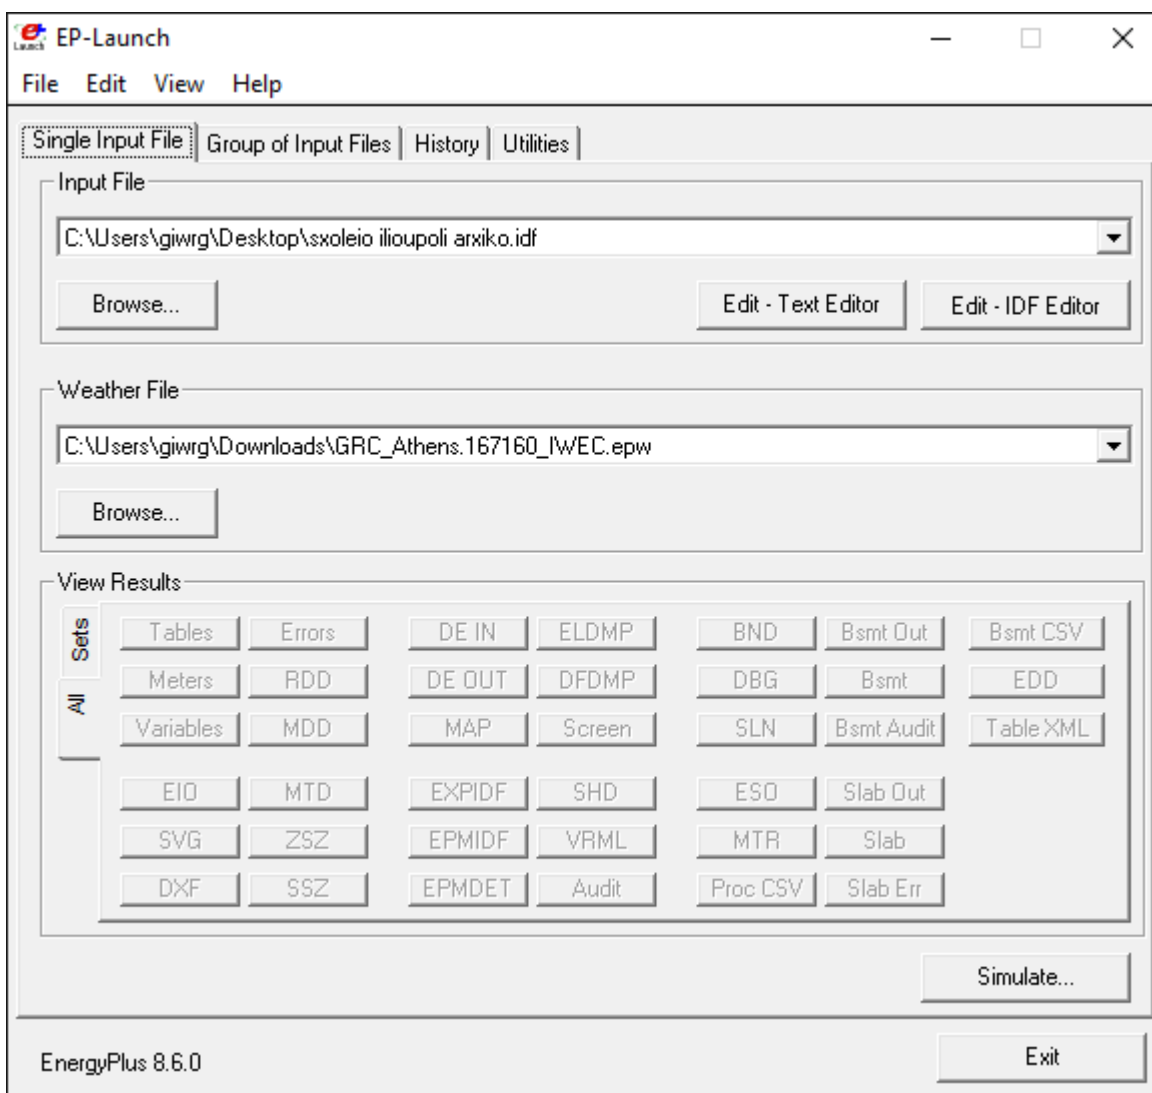 EP-Launch
File Edit View Help
Single Input File Group of Input Files History Utilities
Input File
C:\Users\giwrg\Desktop\sxoleio ilioupoli arxiko.idf
Browse... Edit - Text Editor Edit - IDF Editor
Weather File
C:\Users\giwrg\Downloads\GRC_Athens.167160_IWEC.epw
Browse...
View Results
Sets
All
Tables Errors DE IN ELDMP BND Bsmt Out Bsmt CSV
Meters RDD DE OUT DFDMP DBG Bsmt EDD
Variables MDD MAP Screen SLN Bsmt Audit Table XML
EIO MTD EXPIDF SHD ESO Slab Out
SVG ZSZ EPMIDF VRML MTR Slab
DXF SSZ EPMDET Audit Proc CSV Slab Err
Simulate...
EnergyPlus 8.6.0 Exit